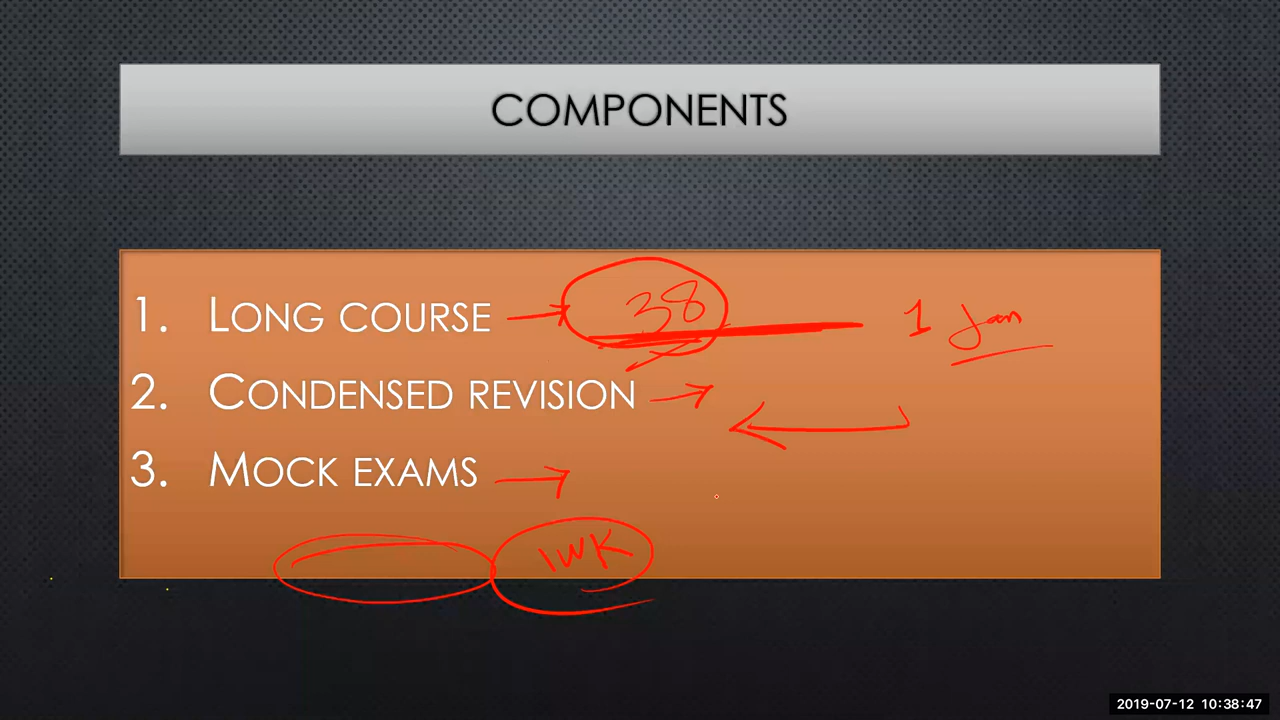 COMPONENTS
1. LONG COURSE → 38 1 Jan
2. CONDENSED REVISION →
3. MOCK EXAMS →
1WK
2019-07-12 10:38:47